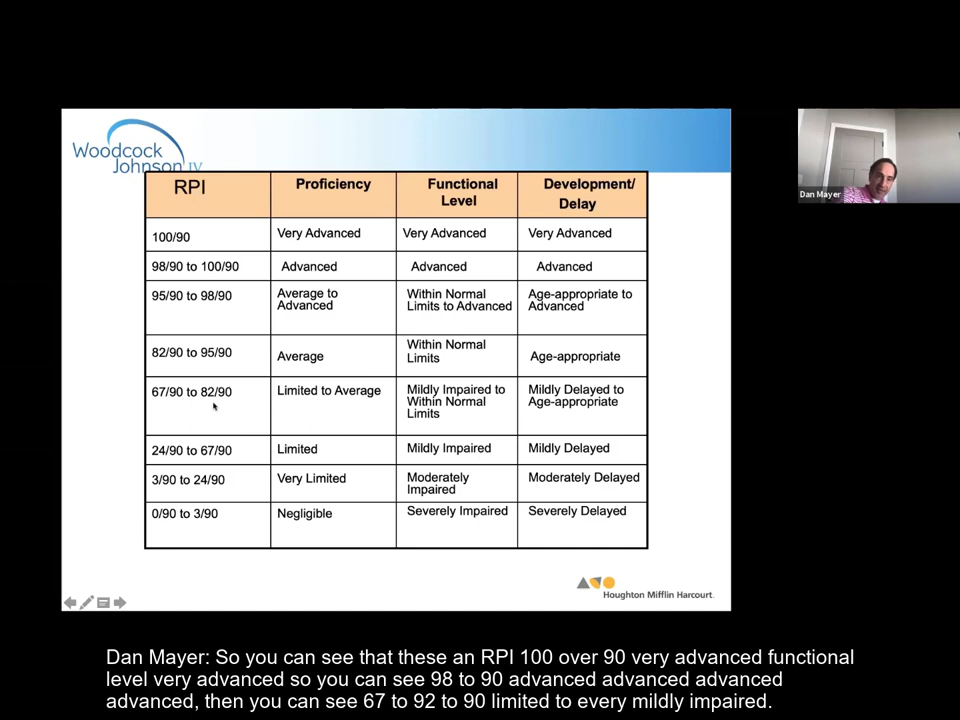 Woodcock
Johnson IV
RPI
Proficiency
Functional
Level
Development/
Delay
100/90
Very Advanced
Very Advanced
Very Advanced
98/90 to 100/90
Advanced
Advanced
Advanced
95/90 to 98/90
Average to
Advanced
Within Normal
Limits to Advanced
Age-appropriate to
Advanced
82/90 to 95/90
Average
Within Normal
Limits
Age-appropriate
67/90 to 82/90
Limited to Average
Mildly Impaired to
Within Normal
Limits
Mildly Delayed to
Age-appropriate
24/90 to 67/90
Limited
Mildly Impaired
Mildly Delayed
3/90 to 24/90
Very Limited
Moderately
Impaired
Moderately Delayed
0/90 to 3/90
Negligible
Severely Impaired
Severely Delayed
Houghton Mifflin Harcourt.
Dan Mayer
Dan Mayer: So you can see that these an RPI 100 over 90 very advanced functional
level very advanced so you can see 98 to 90 advanced advanced advanced
advanced, then you can see 67 to 92 to 90 limited to every mildly impaired.